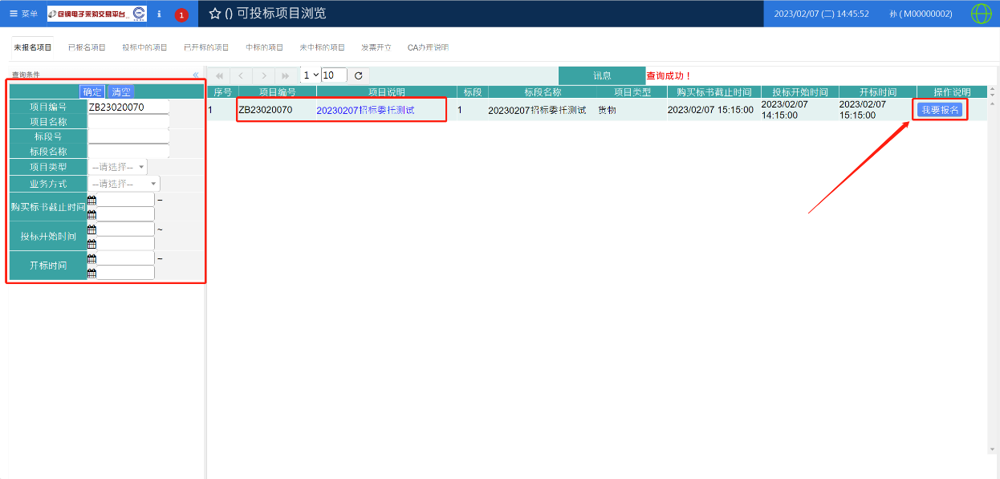 菜单 包钢电子采购交易平台 1 () 可投标项目浏览 2023/02/07 (二) 14:45:52 孙 ( M00000002)
未报名项目 已报名项目 投标中的项目 已开标的项目 中标的项目 未中标的项目 发票开立 CA办理说明
查询条件
确定 清空
项目编号 ZB23020070
项目名称
标段号
标段名称
项目类型 --请选择--
业务方式 --请选择--
购买标书截止时间 ~
投标开始时间 ~
开标时间 ~
1 10 讯息 查询成功！
序号 项目编号 项目说明 标段 标段名称 项目类型 购买标书截止时间 投标开始时间 开标时间 操作说明
1 ZB23020070 20230207招标委托测试 1 20230207招标委托测试 货物 2023/02/07 15:15:00 2023/02/07 14:15:00 2023/02/07 15:15:00 我要报名